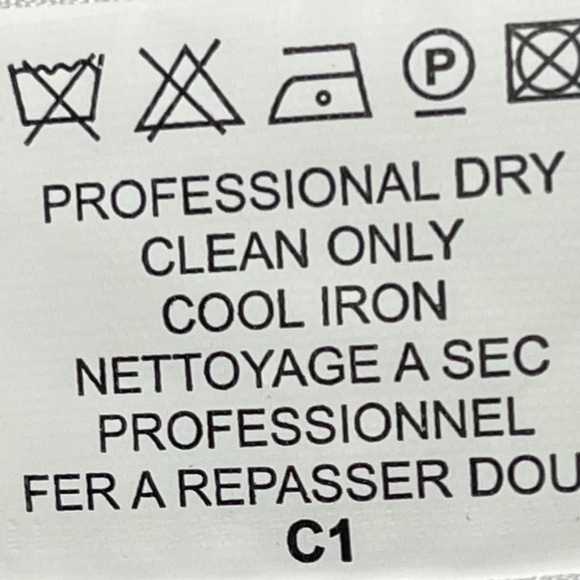 P
PROFESSIONAL DRY
CLEAN ONLY
COOL IRON
NETTOYAGE A SEC
PROFESSIONNEL
FER A REPASSER DOU
C1